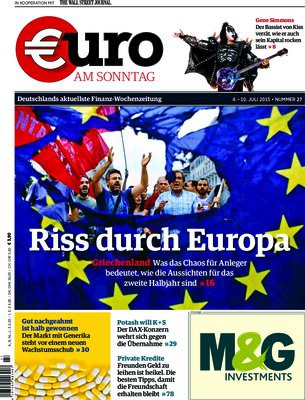 IN KOOPERATION MIT THE WALL STREET JOURNAL.
€uro
AM SONNTAG
Gene Simmons
Der Bassist von Kiss
verrät, wie er auch
sein Kapital rocken
lässt » 8
Deutschlands aktuellste Finanz-Wochenzeitung
4. – 10. JULI 2015 • NUMMER 27
Riss durch Europa
Griechenland Was das Chaos für Anleger
bedeutet, wie die Aussichten für das
zweite Halbjahr sind » 16
Gut nachgeahmt
ist halb gewonnen
Der Markt mit Generika
steht vor einem neuen
Wachstumsschub » 30
Potash will K+S
Der DAX-Konzern
wehrt sich gegen
die Übernahme » 29
Private Kredite
Freunden Geld zu
leihen ist heikel. Die
besten Tipps, damit
die Freundschaft
erhalten bleibt » 78
M&G
INVESTMENTS